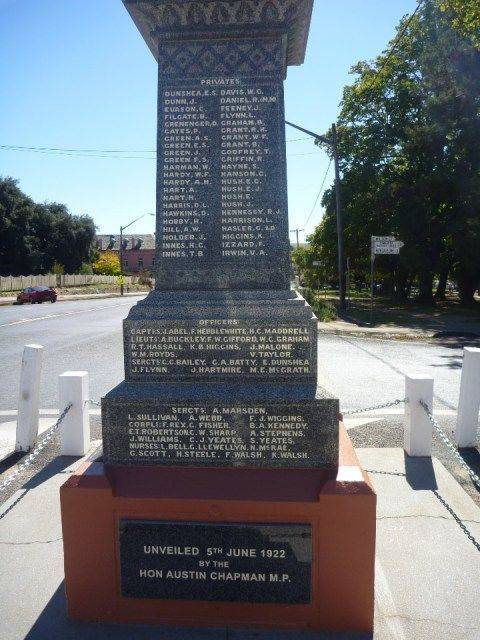 PRIVATES
DUNSHEA, E.S. DAVIS, W.G.
DUNN, J. DANIEL, R.N.M.
EVASON, C. FEENEY, J.
FILGATE, B. FLYNN, L.
GRENENGER, D. GRAHAM, B.
GATES, P. GRANT, R.K.
GREEN, A.S. GRANT, W.F.
GREEN, E.S. GRANT, B.
GREEN, J. GODFREY, T.
GREEN, F.S. GRIFFIN, R.
HARMAN, W. HAYNE, S.
HARDY, W.F. HANSON, C.
HARDY, A.H. HUSH, E.C.
HART, A. HUSH, E.J.
HART, H. HUSH, E.
HARRIS, D.L. HUSH, J.
HAWKINS, D. HENNESSY, R.J.
HOBBY, H. HARRISON, L.
HILL, A.W. HASLER, G.
HOLDER, J. HIGGINS, K.
INNES, H.C. IZZARD, F.
INNES, T.B IRWIN, V.A.
OFFICERS
CAPTES: J. ABEL, F. HEBBLEWHITE, H.C. MADDRELL
LIEUTS: A. BUCKLEY, F.W. GIFFORD, W.C. GRAHAM
R.T. HASSALL, K.B. HIGGINS, J. MALONE.
W.M. ROYDS, V. TAYLOR.
SERGTS: C.C. BAILEY, C.A. BATTY, E. DUNSHEA
J. FLYNN, J. HARTMIRE, M.E. McGRATH.
SERGTS: A. MARSDEN.
L. SULLIVAN, A. WEBB, F.J. WIGGINS.
CORPLS: F. REX, C. FISHER, B.A. KENNEDY.
E.T. ROBERTSON, C.W. SHARP, A. STEPHENS.
J. WILLIAMS, C.J. YEATES, S. YEATES.
NURSES: L. BELL, G. LLEWELLYN, N. McRAE,
G. SCOTT, H. STEELE, F. WALSH, K. WALSH.
UNVEILED 5TH JUNE 1922
BY THE
HON AUSTIN CHAPMAN M.P.